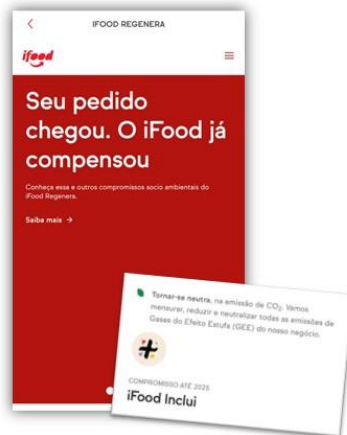 IFOOD REGENERA
ifood
Seu pedido
chegou. O iFood já
compensou
Conheça essa e outros compromissos socio ambientais do
iFood Regenera.
Saiba mais →
Tornar-se neutra, na emissão de CO₂. Vamos
mensurar, reduzir e neutralizar todas as emissões de
Gases do Efeito Estufa (GEE) do nosso negócio.
COMPROMISSO ATÉ 2025
iFood Inclui